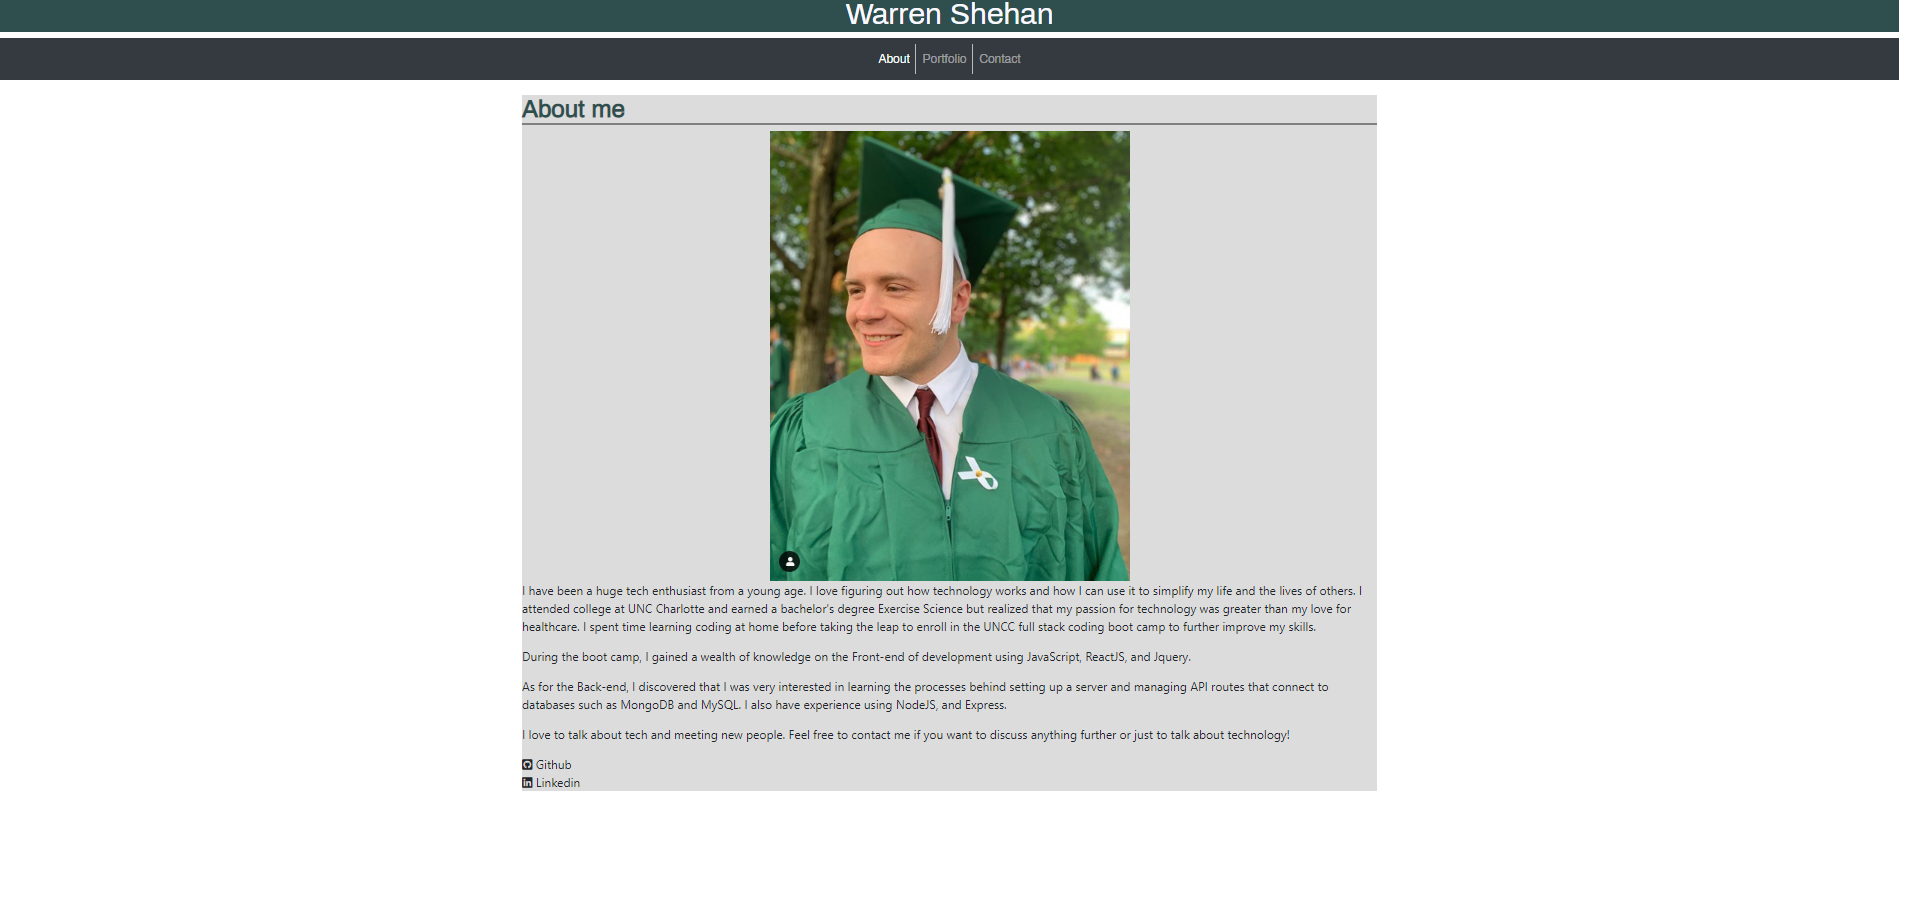 Warren Shehan
About Portfolio Contact
About me
I have been a huge tech enthusiast from a young age. I love figuring out how technology works and how I can use it to simplify my life and the lives of others. I
attended college at UNC Charlotte and earned a bachelor's degree Exercise Science but realized that my passion for technology was greater than my love for
healthcare. I spent time learning coding at home before taking the leap to enroll in the UNCC full stack coding boot camp to further improve my skills.
During the boot camp, I gained a wealth of knowledge on the Front-end of development using JavaScript, ReactJS, and Jquery.
As for the Back-end, I discovered that I was very interested in learning the processes behind setting up a server and managing API routes that connect to
databases such as MongoDB and MySQL. I also have experience using NodeJS, and Express.
I love to talk about tech and meeting new people. Feel free to contact me if you want to discuss anything further or just to talk about technology!
Github
Linkedin